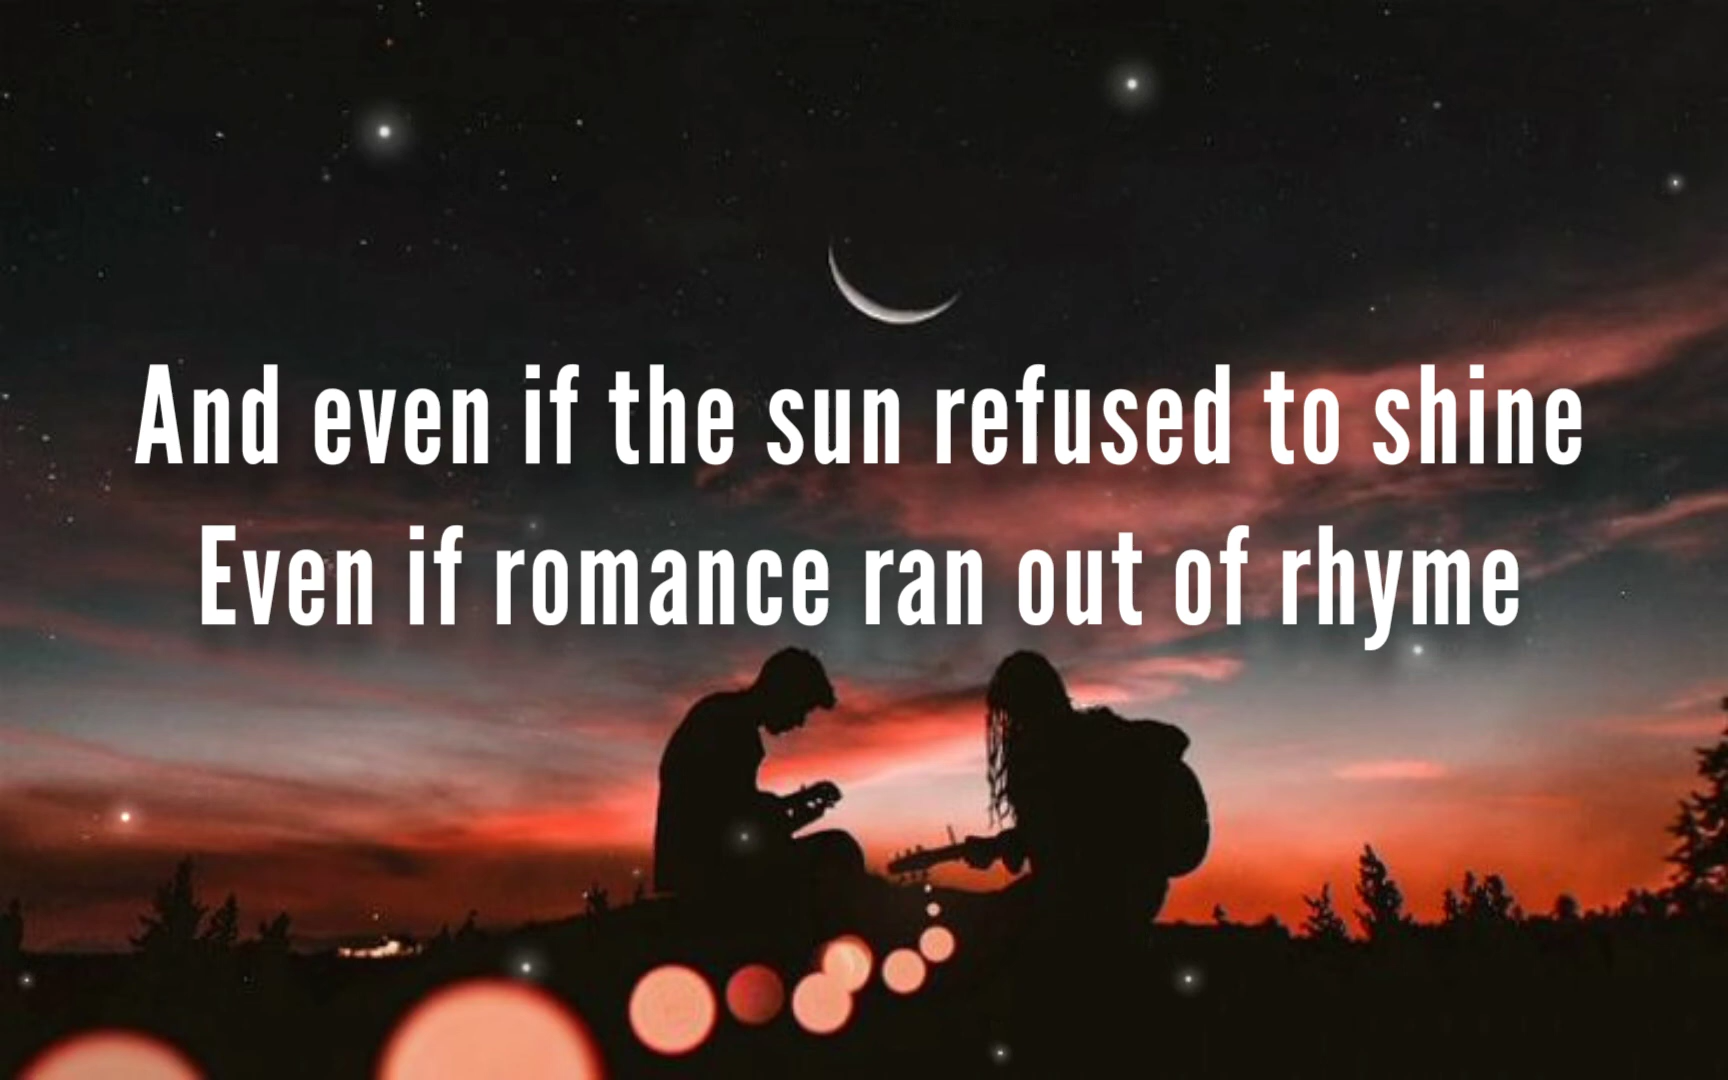 And even if the sun refused to shine
Even if romance ran out of rhyme